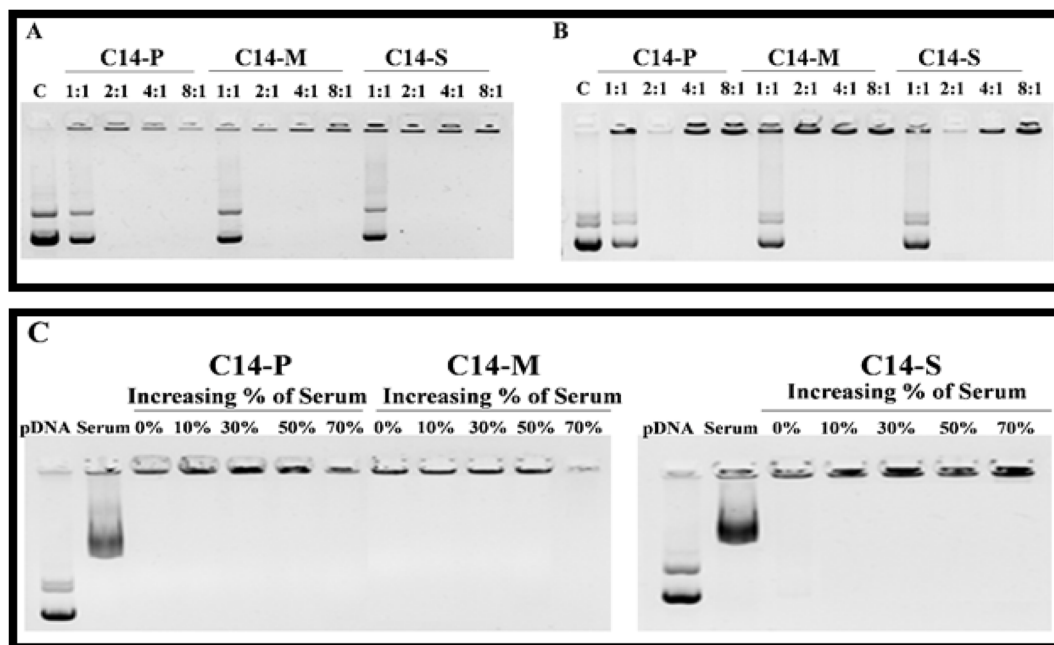 A
C14-P C14-M C14-S
C 1:1 2:1 4:1 8:1 1:1 2:1 4:1 8:1 1:1 2:1 4:1 8:1
B
C14-P C14-M C14-S
C 1:1 2:1 4:1 8:1 1:1 2:1 4:1 8:1 1:1 2:1 4:1 8:1
C
C14-P C14-M
Increasing % of Serum Increasing % of Serum
pDNA Serum 0% 10% 30% 50% 70% 0% 10% 30% 50% 70%
C14-S
Increasing % of Serum
pDNA Serum 0% 10% 30% 50% 70%